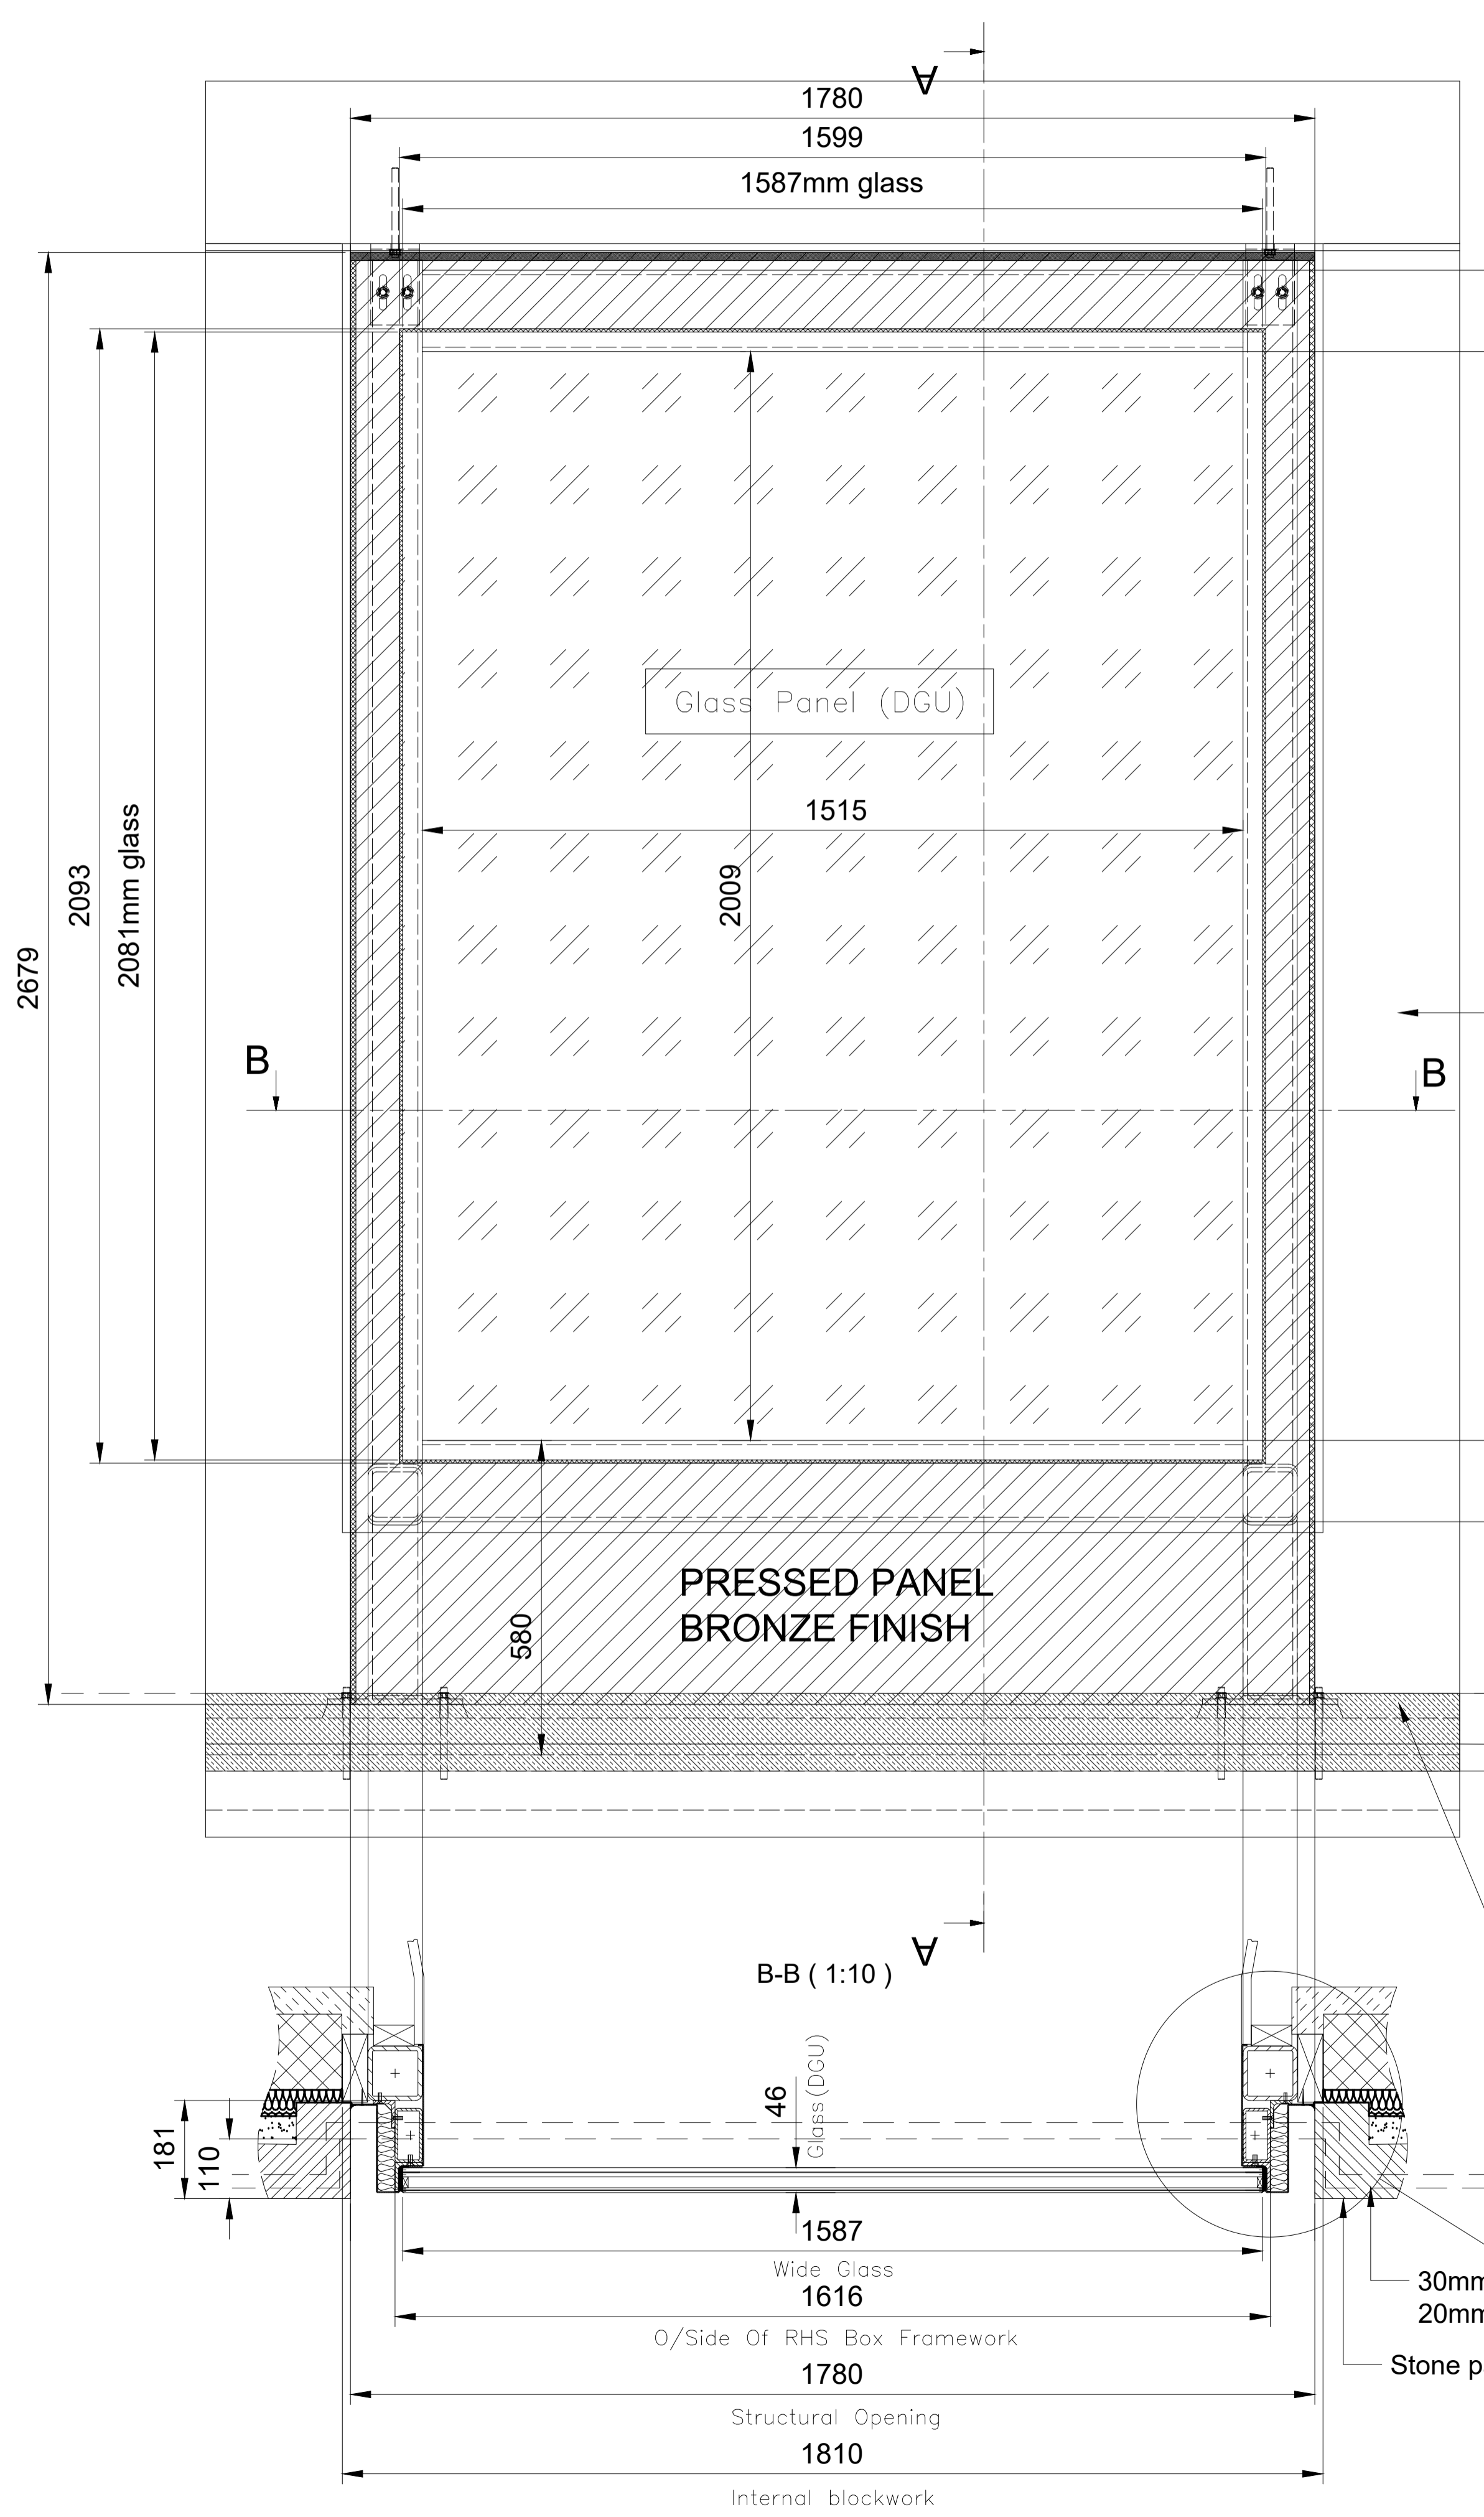 A
1780
1599
1587mm glass
Glass Panel (DGU)
1515
2009
2081mm glass
2093
2679
B
B
PRESSED PANEL
BRONZE FINISH
580
A
B-B ( 1:10 )
46
Glass(DGU)
181
110
1587
Wide Glass
1616
O/Side Of RHS Box Framework
1780
Structural Opening
1810
Internal blockwork
30mm
20mm
Stone